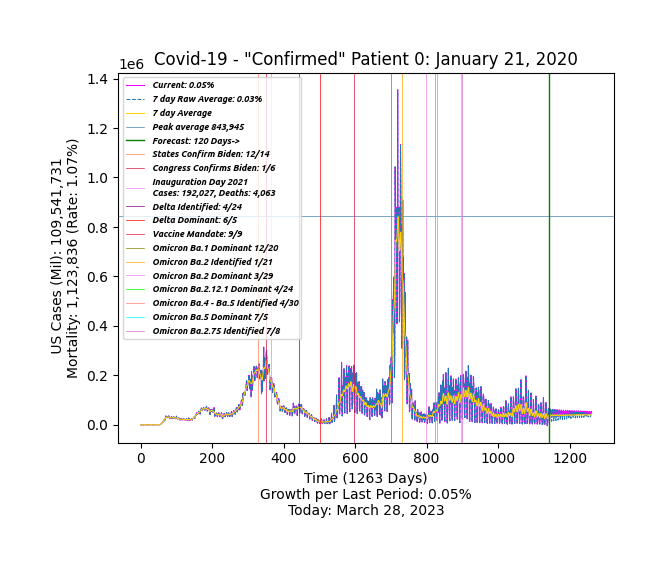 Covid-19 - "Confirmed" Patient 0: January 21, 2020
1e6
1.4
1.2
1.0
0.8
0.6
0.4
0.2
0.0
US Cases (Mil): 109,541,731
Mortality: 1,123,836 (Rate: 1.07%)
Current: 0.05%
7 day Raw Average: 0.03%
7 day Average
Peak average 843,945
Forecast: 120 Days->
States Confirm Biden: 12/14
Congress Confirms Biden: 1/6
Inauguration Day 2021
Cases: 192,027, Deaths: 4,063
Delta Identified: 4/24
Delta Dominant: 6/5
Vaccine Mandate: 9/9
Omicron Ba.1 Dominant 12/20
Omicron Ba.2 Identified 1/21
Omicron Ba.2 Dominant 3/29
Omicron Ba.2.12.1 Dominant 4/24
Omicron Ba.4 - Ba.5 Identified 4/30
Omicron Ba.5 Dominant 7/5
Omicron Ba.2.75 Identified 7/8
0 200 400 600 800 1000 1200
Time (1263 Days)
Growth per Last Period: 0.05%
Today: March 28, 2023